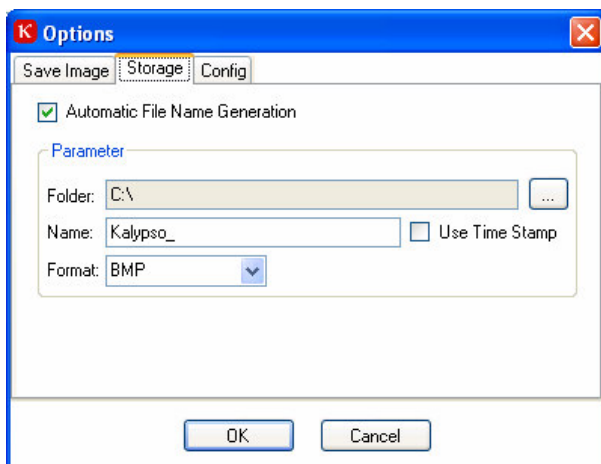 K Options
Save Image Storage Config
Automatic File Name Generation
Parameter
Folder: C:\ ...
Name: Kalypso_ Use Time Stamp
Format: BMP
OK Cancel